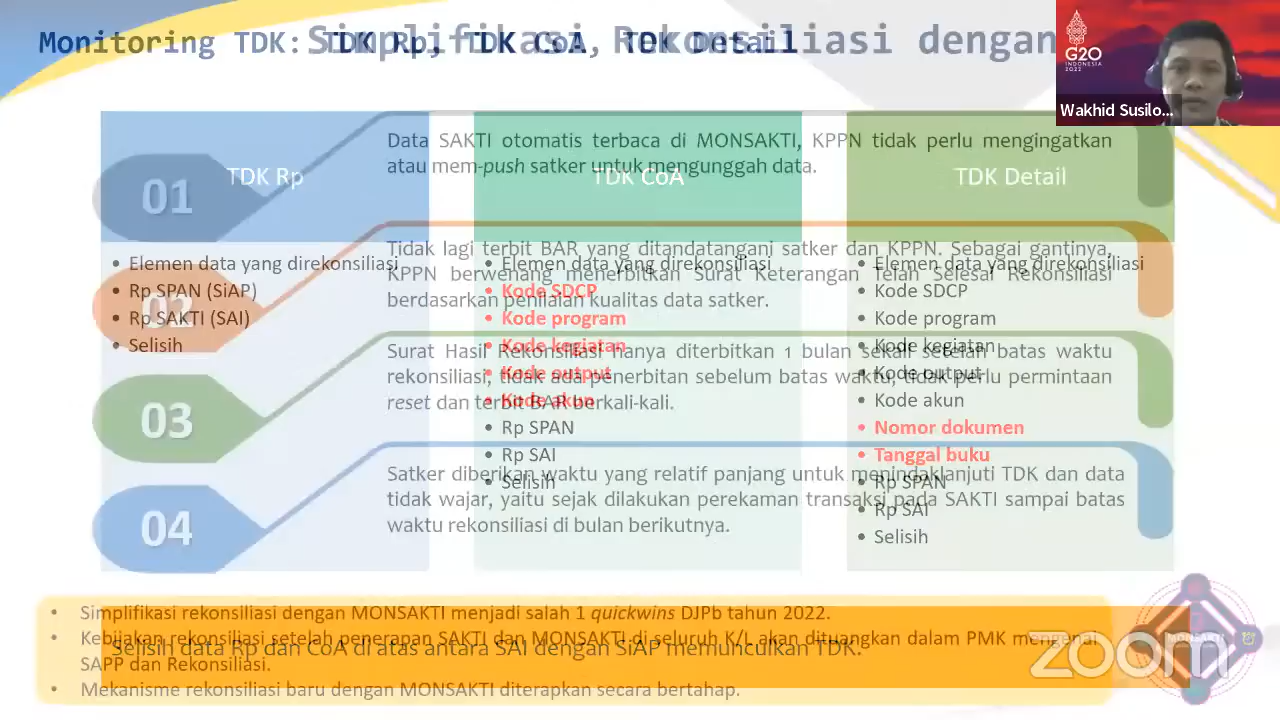 Monitoring TDK: TDK Rp, TDK CoA, TDK Detail
Simplifikasi Rekonsiliasi dengan
G20
INDONESIA
2022
Wakhid Susilo...
TDK Rp
TDK CoA
TDK Detail
01
Data SAKTI otomatis terbaca di MONSAKTI, KPPN tidak perlu mengingatkan
atau mem-push satker untuk mengunggah data.
02
Tidak lagi terbit BAR yang ditandatangani satker dan KPPN. Sebagai gantinya,
KPPN berwenang menerbitkan Surat Keterangan Telah Selesai Rekonsiliasi
berdasarkan penilaian kualitas data satker.
03
Surat Hasil Rekonsiliasi hanya diterbitkan 1 bulan sekali setelah batas waktu
rekonsiliasi, tidak ada penerbitan sebelum batas waktu, tidak perlu permintaan
reset dan terbit BAR berkali-kali.
04
Satker diberikan waktu yang relatif panjang untuk menindaklanjuti TDK dan data
tidak wajar, yaitu sejak dilakukan perekaman transaksi pada SAKTI sampai batas
waktu rekonsiliasi di bulan berikutnya.
• Elemen data yang direkonsiliasi
• Rp SPAN (SiAP)
• Rp SAKTI (SAI)
• Selisih
• Elemen data yang direkonsiliasi
• Kode SDCP
• Kode program
• Kode kegiatan
• Kode output
• Kode akun
• Rp SPAN
• Rp SAI
• Selisih
• Elemen data yang direkonsiliasi
• Kode SDCP
• Kode program
• Kode kegiatan
• Kode output
• Kode akun
• Nomor dokumen
• Tanggal buku
• Rp SPAN
• Rp SAI
• Selisih
• Simplifikasi rekonsiliasi dengan MONSAKTI menjadi salah 1 quickwins DJPb tahun 2022.
• Kebijakan rekonsiliasi setelah penerapan SAKTI dan MONSAKTI di seluruh K/L akan dituangkan dalam PMK mengenai
SAPP dan Rekonsiliasi.
• Mekanisme rekonsiliasi baru dengan MONSAKTI diterapkan secara bertahap.
Selisih data Rp dan CoA di atas antara SAI dengan SiAP memunculkan TDK.
MONSAKTI
zoom